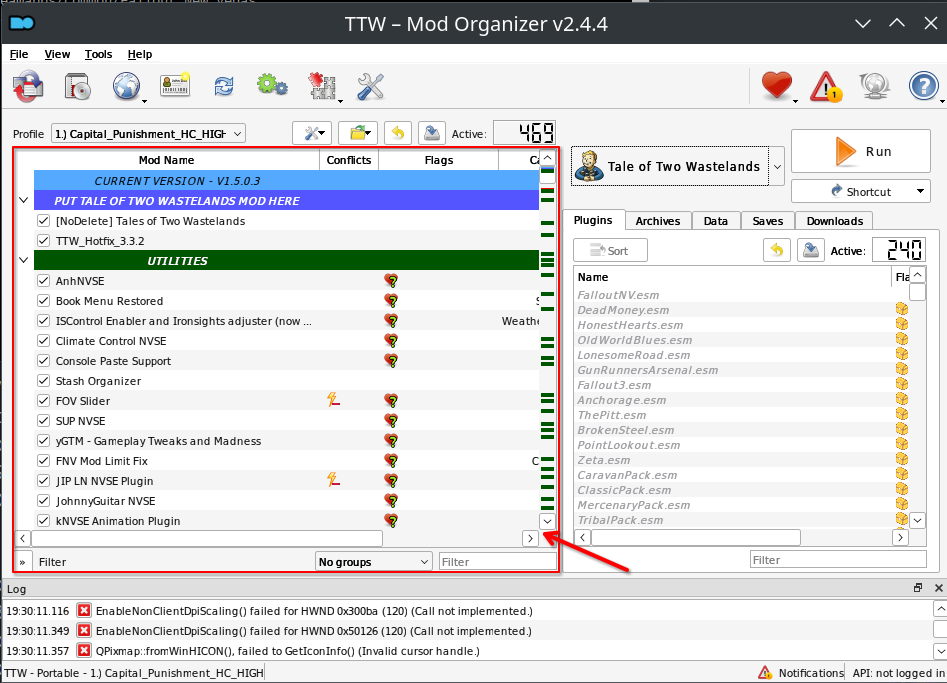 TTW – Mod Organizer v2.4.4
File View Tools Help
Profile 1.) Capital_Punishment_HC_HIGH Active: 469
Mod Name Conflicts Flags Ca
CURRENT VERSION - V1.5.0.3
PUT TALE OF TWO WASTELANDS MOD HERE
[NoDelete] Tales of Two Wastelands
TTW_Hotfix_3.3.2
UTILITIES
AnhNVSE
Book Menu Restored S
ISControl Enabler and Ironsights adjuster (now ... Weathe
Climate Control NVSE
Console Paste Support
Stash Organizer
FOV Slider
SUP NVSE
yGTM - Gameplay Tweaks and Madness
FNV Mod Limit Fix C
JIP LN NVSE Plugin
JohnnyGuitar NVSE
kNVSE Animation Plugin
» Filter No groups Filter
Tale of Two Wastelands
Run
Shortcut
Plugins Archives Data Saves Downloads
Sort Active: 240
Name Fla
FalloutNV.esm
DeadMoney.esm
HonestHearts.esm
OldWorldBlues.esm
LonesomeRoad.esm
GunRunnersArsenal.esm
Fallout3.esm
Anchorage.esm
ThePitt.esm
BrokenSteel.esm
PointLookout.esm
Zeta.esm
CaravanPack.esm
ClassicPack.esm
MercenaryPack.esm
TribalPack.esm
Filter
Log
19:30:11.116 EnableNonClientDpiScaling() failed for HWND 0x300ba (120) (Call not implemented.)
19:30:11.349 EnableNonClientDpiScaling() failed for HWND 0x50126 (120) (Call not implemented.)
19:30:11.357 QPixmap::fromWinHICON(), failed to GetIconInfo() (Invalid cursor handle.)
TTW - Portable - 1.) Capital_Punishment_HC_HIGH Notifications API: not logged in